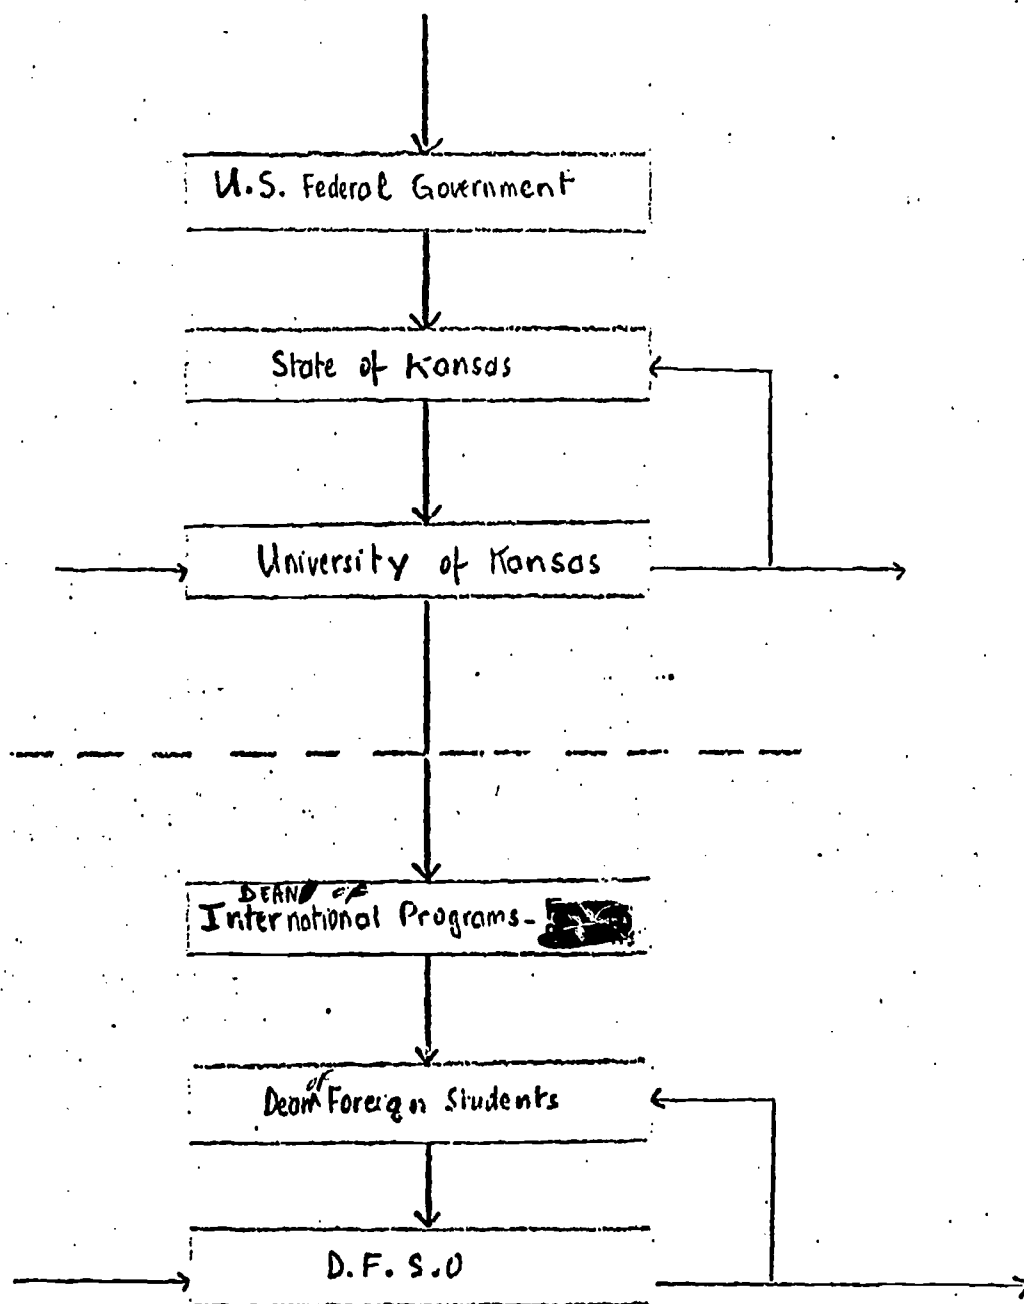 U.S. Federal Government
State of Kansas
University of Kansas
DEAN OF
International Programs-
of
Dean Foreign Students
D.F.S.O